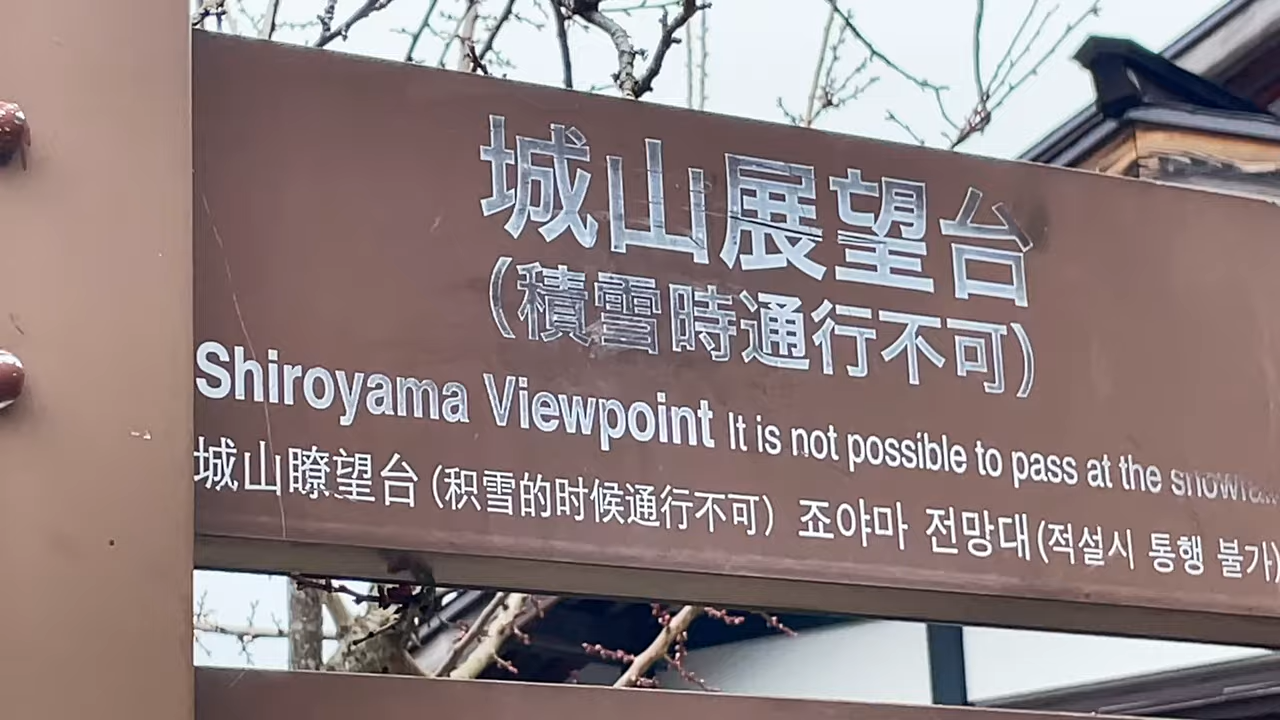 城山展望台
(積雪時通行不可)
Shiroyama Viewpoint It is not possible to pass at the
城山瞭望台 (积雪的时候通行不可) 죠야마 전망대(적설시 통행 불가)